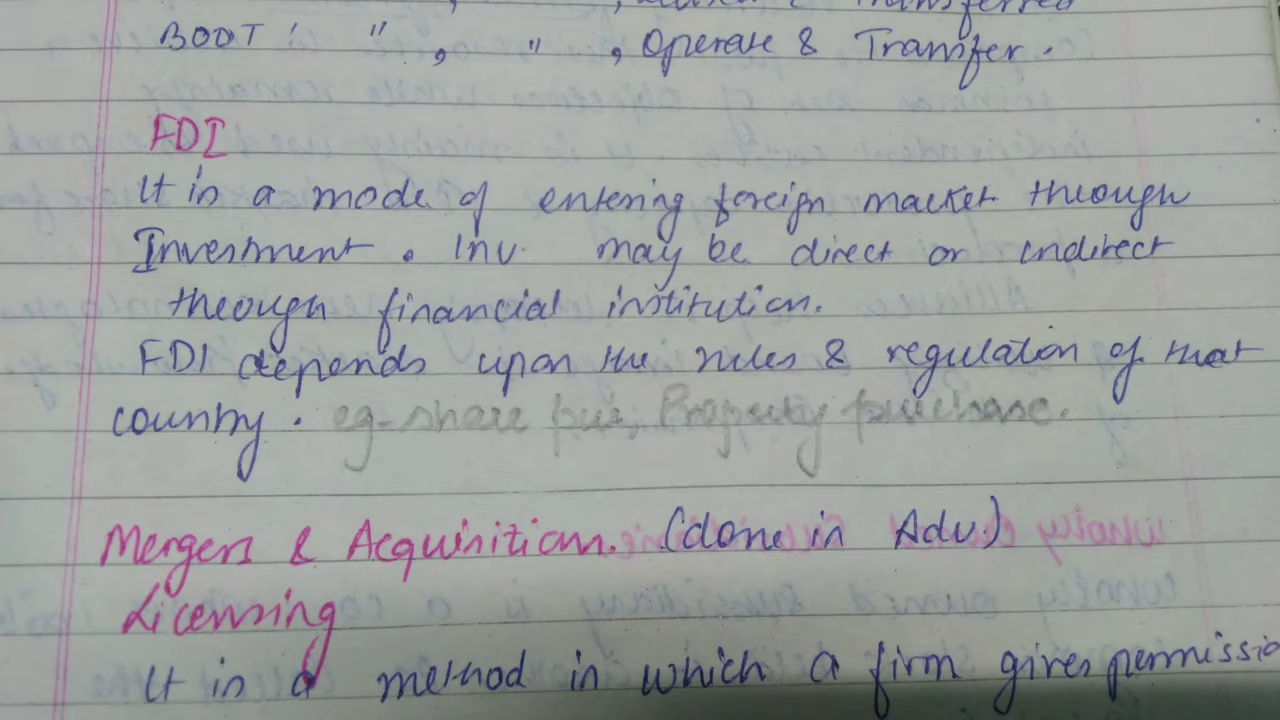 Transferred
BOOT : " , " , Operate & Transfer.
FDI
It is a mode of entering foreign market through
Investment. Inv. may be direct or indirect
through financial institution.
FDI depends upon the rules & regulation of that
country. eg - share pur, Property purchase.
Mergers & Acquisition. (done in Adv)
Licensing
It is a method in which a firm gives permissio